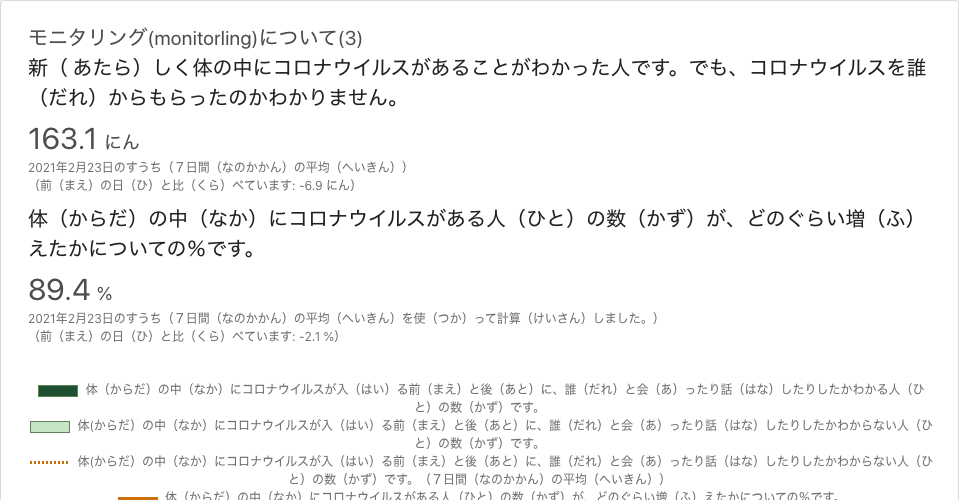 モニタリング(monitorling)について(3)
新（ あたら）しく体の中にコロナウイルスがあることがわかった人です。でも、コロナウイルスを誰
（だれ）からもらったのかわかりません。
163.1 にん
2021年2月23日のすうち（７日間（なのかかん）の平均（へいきん））
（前（まえ）の日（ひ）と比（くら）べています: -6.9 にん）
体（からだ）の中（なか）にコロナウイルスがある人（ひと）の数（かず）が、どのぐらい増（ふ）
えたかについての％です。
89.4 %
2021年2月23日のすうち（７日間（なのかかん）の平均（へいきん）を使（つか）って計算（けいさん）しました。）
（前（まえ）の日（ひ）と比（くら）べています: -2.1 %）
体（からだ）の中（なか）にコロナウイルスが入（はい）る前（まえ）と後（あと）に、誰（だれ）と会（あ）ったり話（はな）したりしたかわかる人（ひ
と）の数（かず）です。
体(からだ）の中（なか）にコロナウイルスが入（はい）る前（まえ）と後（あと）に、誰（だれ）と会（あ）ったり話（はな）したりしたかわからない人（ひ
と）の数（かず）です。
体(からだ）の中（なか）にコロナウイルスが入（はい）る前（まえ）と後（あと）に、誰（だれ）と会（あ）ったり話（はな）したりしたかわからない人（ひ
と）の数（かず）です。（７日間（なのかかん）の平均（へいきん））
体（からだ）の中（なか）にコロナウイルスがある人（ひと）の数（かず）が、どのぐらい増（ふ）えたかについての％です。